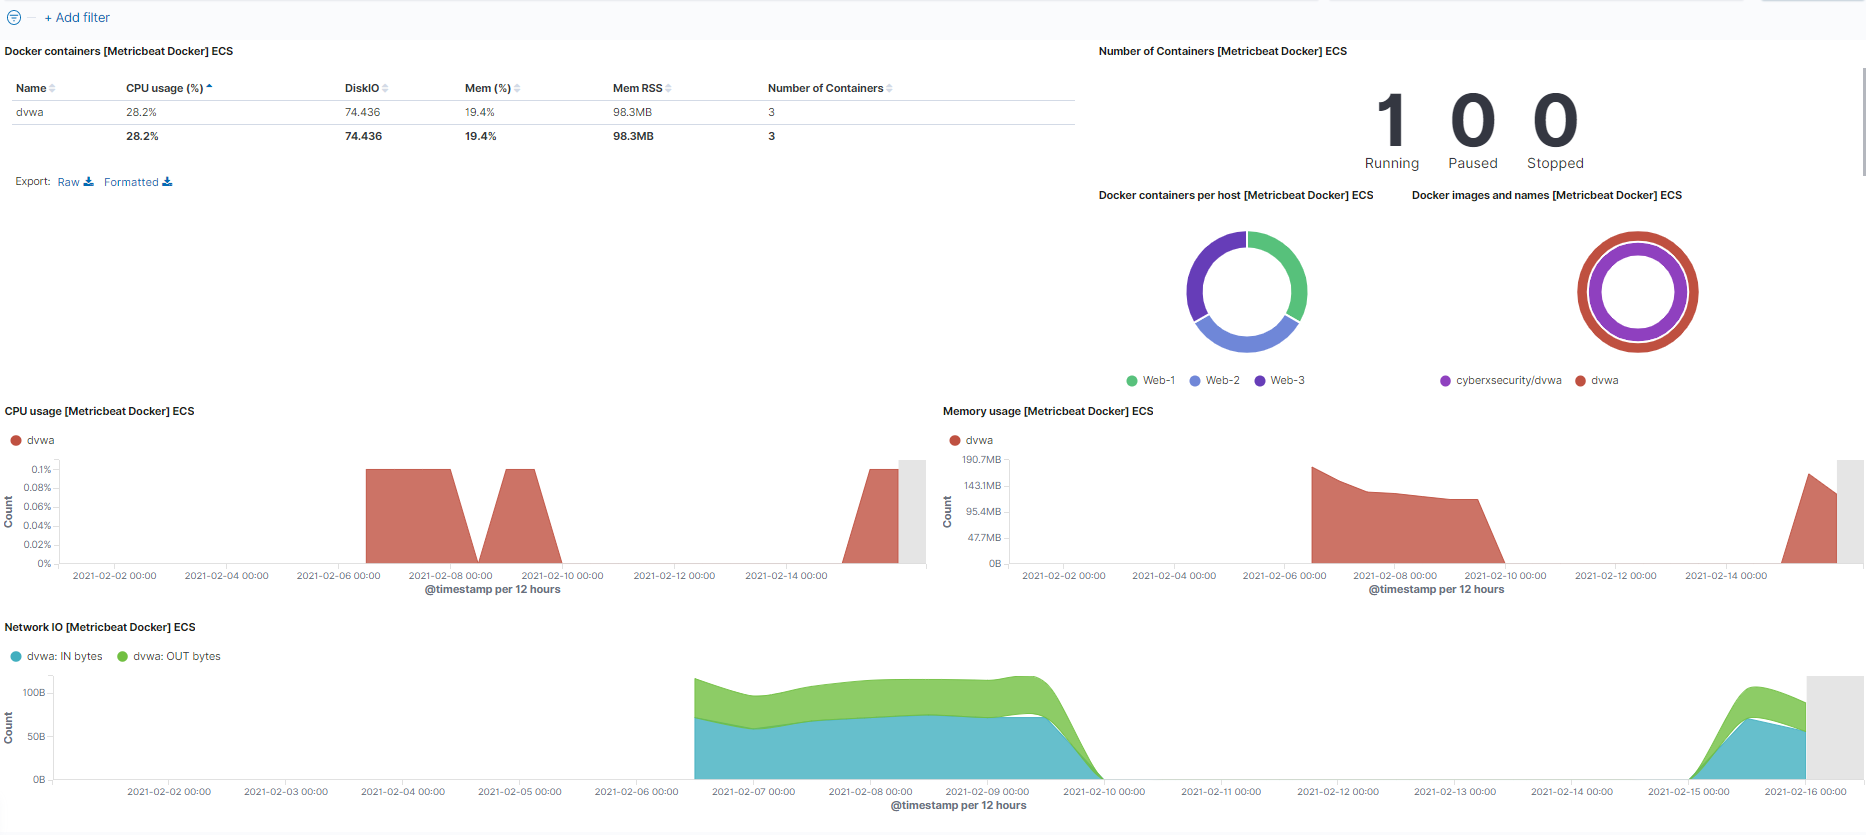 + Add filter
Docker containers [Metricbeat Docker] ECS
Name CPU usage (%) DiskIO Mem (%) Mem RSS Number of Containers
dvwa 28.2% 74.436 19.4% 98.3MB 3
28.2% 74.436 19.4% 98.3MB 3
Export: Raw Formatted
Number of Containers [Metricbeat Docker] ECS
1 0 0
Running Paused Stopped
Docker containers per host [Metricbeat Docker] ECS
Web-1 Web-2 Web-3
Docker images and names [Metricbeat Docker] ECS
cyberxsecurity/dvwa dvwa
CPU usage [Metricbeat Docker] ECS
dvwa
Count
0.1%
0.08%
0.06%
0.04%
0.02%
0%
2021-02-02 00:00 2021-02-04 00:00 2021-02-06 00:00 2021-02-08 00:00 2021-02-10 00:00 2021-02-12 00:00 2021-02-14 00:00
@timestamp per 12 hours
Memory usage [Metricbeat Docker] ECS
dvwa
Count
190.7MB
143.1MB
95.4MB
47.7MB
0B
2021-02-02 00:00 2021-02-04 00:00 2021-02-06 00:00 2021-02-08 00:00 2021-02-10 00:00 2021-02-12 00:00 2021-02-14 00:00
@timestamp per 12 hours
Network IO [Metricbeat Docker] ECS
dvwa: IN bytes dvwa: OUT bytes
Count
100B
50B
0B
2021-02-02 00:00 2021-02-03 00:00 2021-02-04 00:00 2021-02-05 00:00 2021-02-06 00:00 2021-02-07 00:00 2021-02-08 00:00 2021-02-09 00:00 2021-02-10 00:00 2021-02-11 00:00 2021-02-12 00:00 2021-02-13 00:00 2021-02-14 00:00 2021-02-15 00:00 2021-02-16 00:00
@timestamp per 12 hours